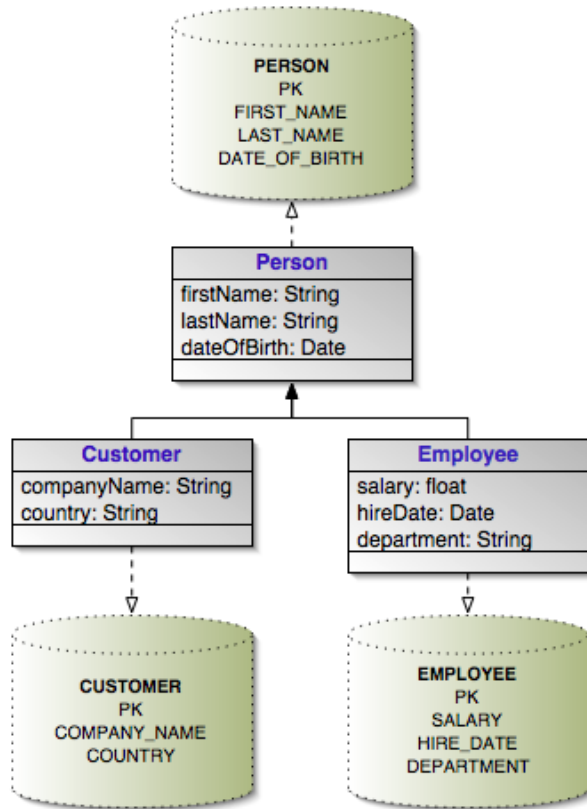 PERSON
PK
FIRST_NAME
LAST_NAME
DATE_OF_BIRTH
Person
firstName: String
lastName: String
dateOfBirth: Date
Customer
companyName: String
country: String
Employee
salary: float
hireDate: Date
department: String
CUSTOMER
PK
COMPANY_NAME
COUNTRY
EMPLOYEE
PK
SALARY
HIRE_DATE
DEPARTMENT